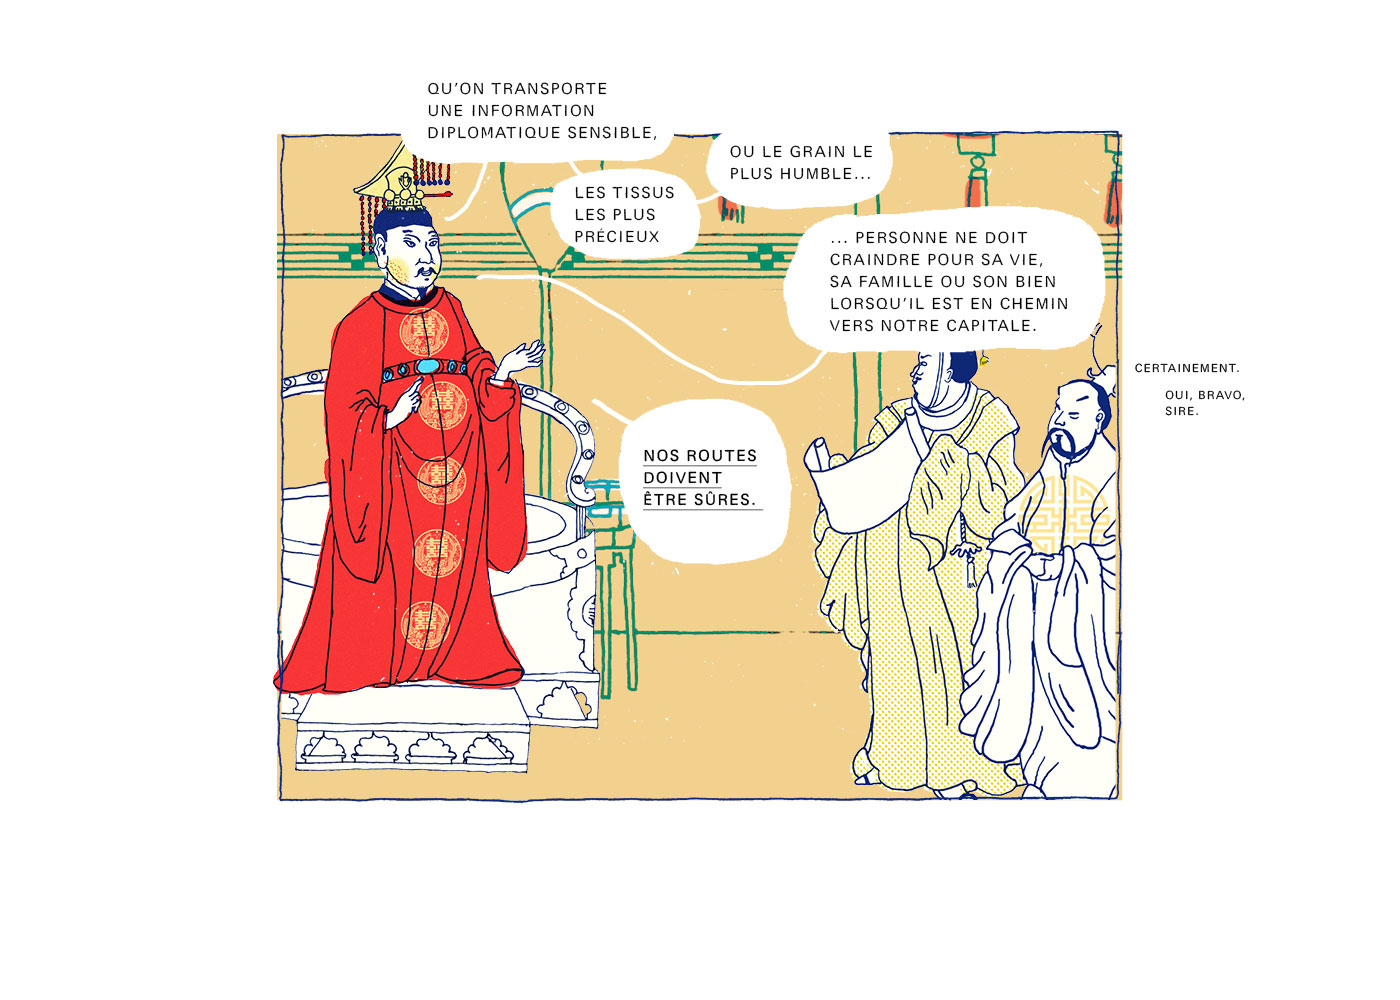 QU'ON TRANSPORTE
UNE INFORMATION
DIPLOMATIQUE SENSIBLE,
LES TISSUS
LES PLUS
PRÉCIEUX
OU LE GRAIN LE
PLUS HUMBLE...
... PERSONNE NE DOIT
CRAINDRE POUR SA VIE,
SA FAMILLE OU SON BIEN
LORSQU'IL EST EN CHEMIN
VERS NOTRE CAPITALE.
NOS ROUTES
DOIVENT
ÊTRE SÛRES.
CERTAINEMENT.
OUI, BRAVO,
SIRE.